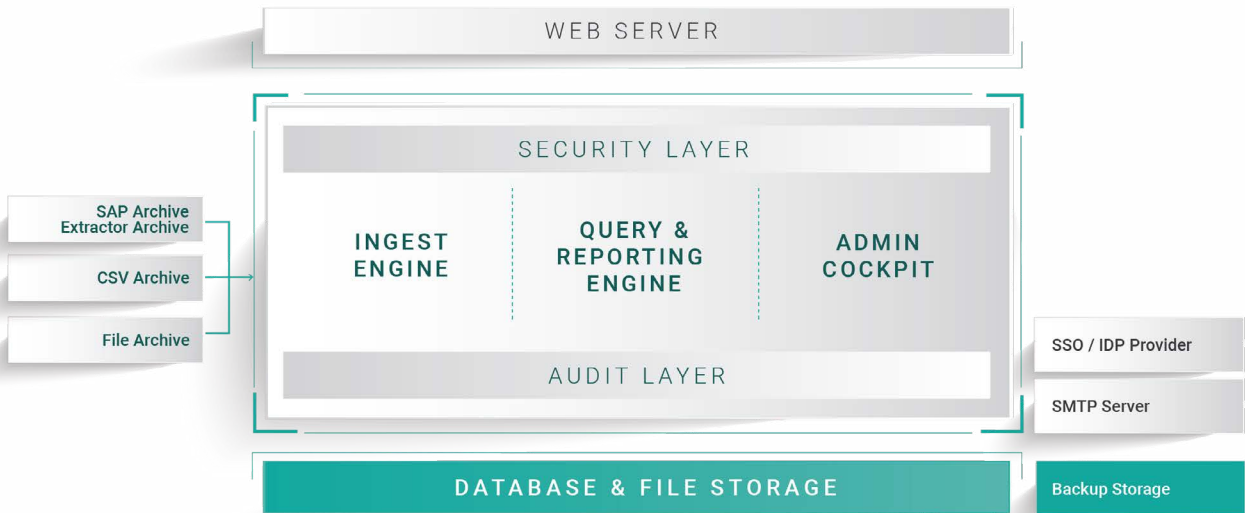 WEB SERVER
SECURITY LAYER
SAP Archive
Extractor Archive
CSV Archive
File Archive
INGEST
ENGINE
QUERY &
REPORTING
ENGINE
ADMIN
COCKPIT
AUDIT LAYER
SSO / IDP Provider
SMTP Server
DATABASE & FILE STORAGE
Backup Storage